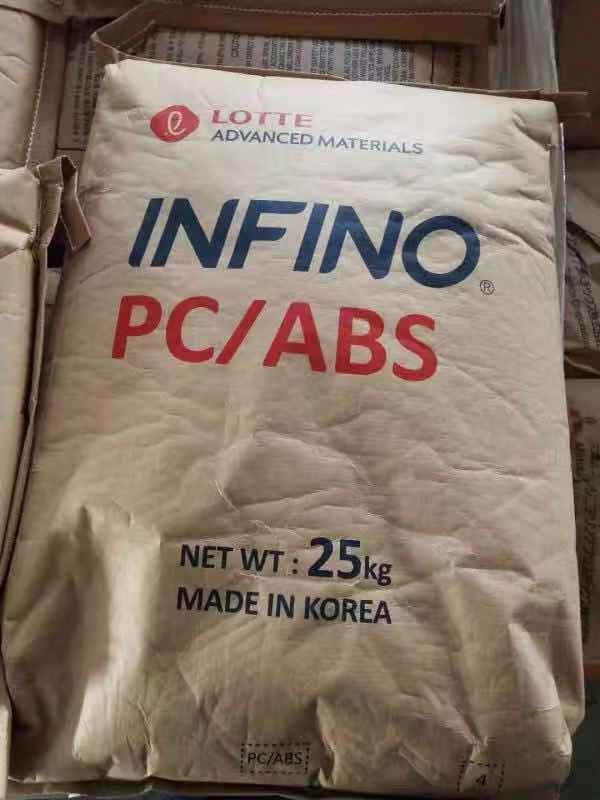 LOTTE
ADVANCED MATERIALS
INFINO®
PC/ABS
NET WT : 25kg
MADE IN KOREA
PC/ABS
4